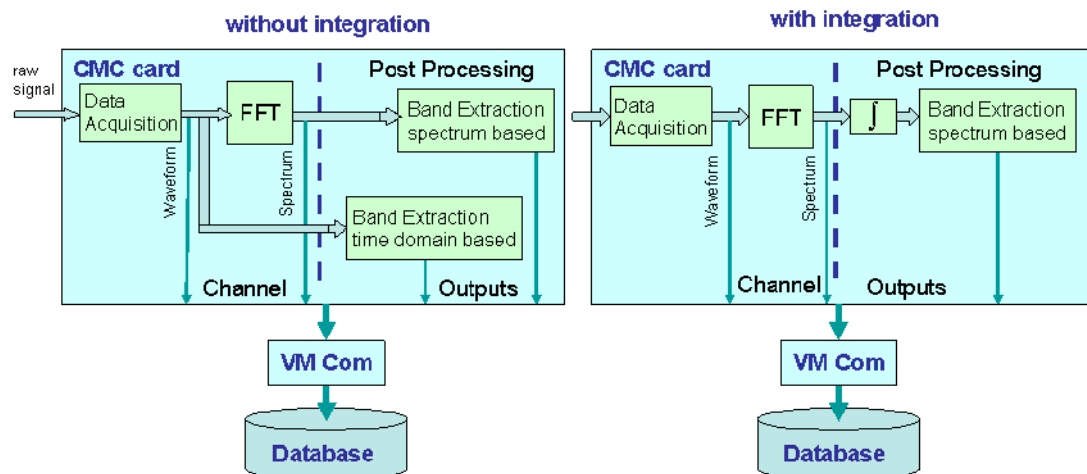 without integration
raw
signal
CMC card
Post Processing
Data
Acquisition
FFT
Band Extraction
spectrum based
Waveform
Spectrum
Band Extraction
time domain based
Channel
Outputs
VM Com
Database
with integration
CMC card
Post Processing
Data
Acquisition
FFT
∫
Band Extraction
spectrum based
Waveform
Spectrum
Channel
Outputs
VM Com
Database